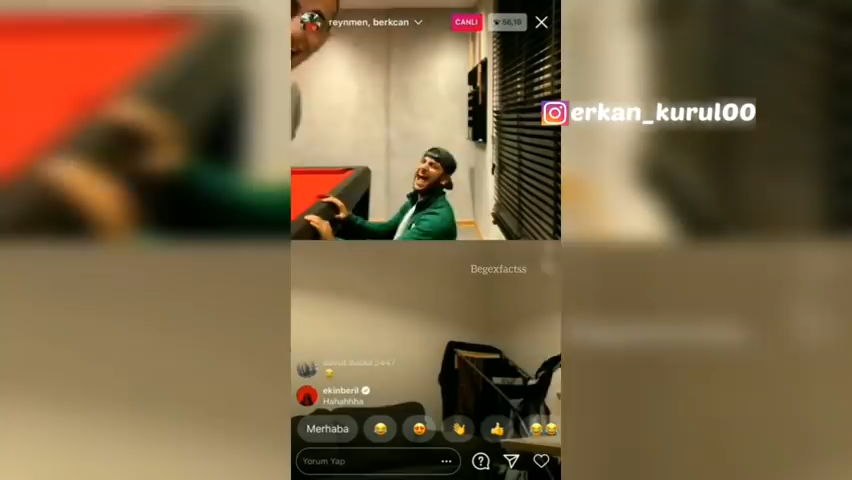 reynmen, berkcan
CANLI
erkan_kurul00
Begexfactss
ekinberil
Hahahhha
Merhaba
Yorum Yap